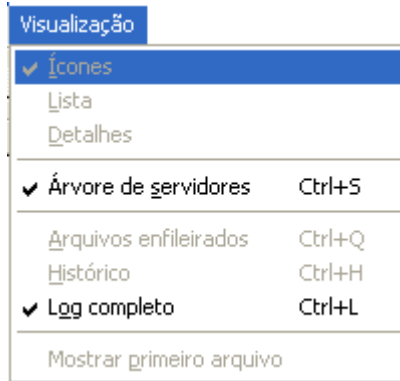 Visualização
Ícones
Lista
Detalhes
Árvore de servidores Ctrl+S
Arquivos enfileirados Ctrl+Q
Histórico Ctrl+H
Log completo Ctrl+L
Mostrar primeiro arquivo